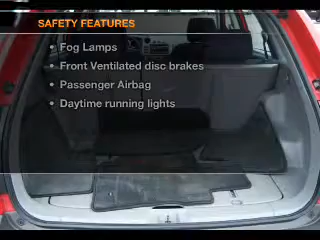 SAFETY FEATURES
• Fog Lamps
• Front Ventilated disc brakes
• Passenger Airbag
• Daytime running lights